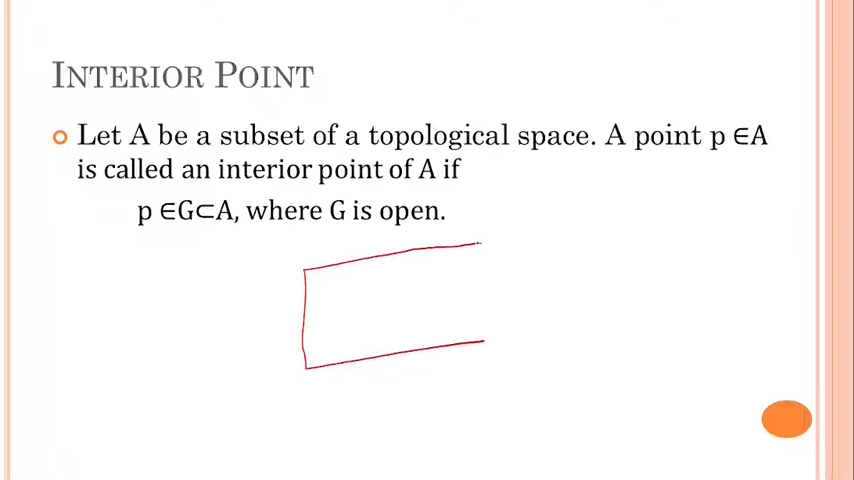 INTERIOR POINT
Let A be a subset of a topological space. A point p ∈A
is called an interior point of A if
p ∈G⊂A, where G is open.